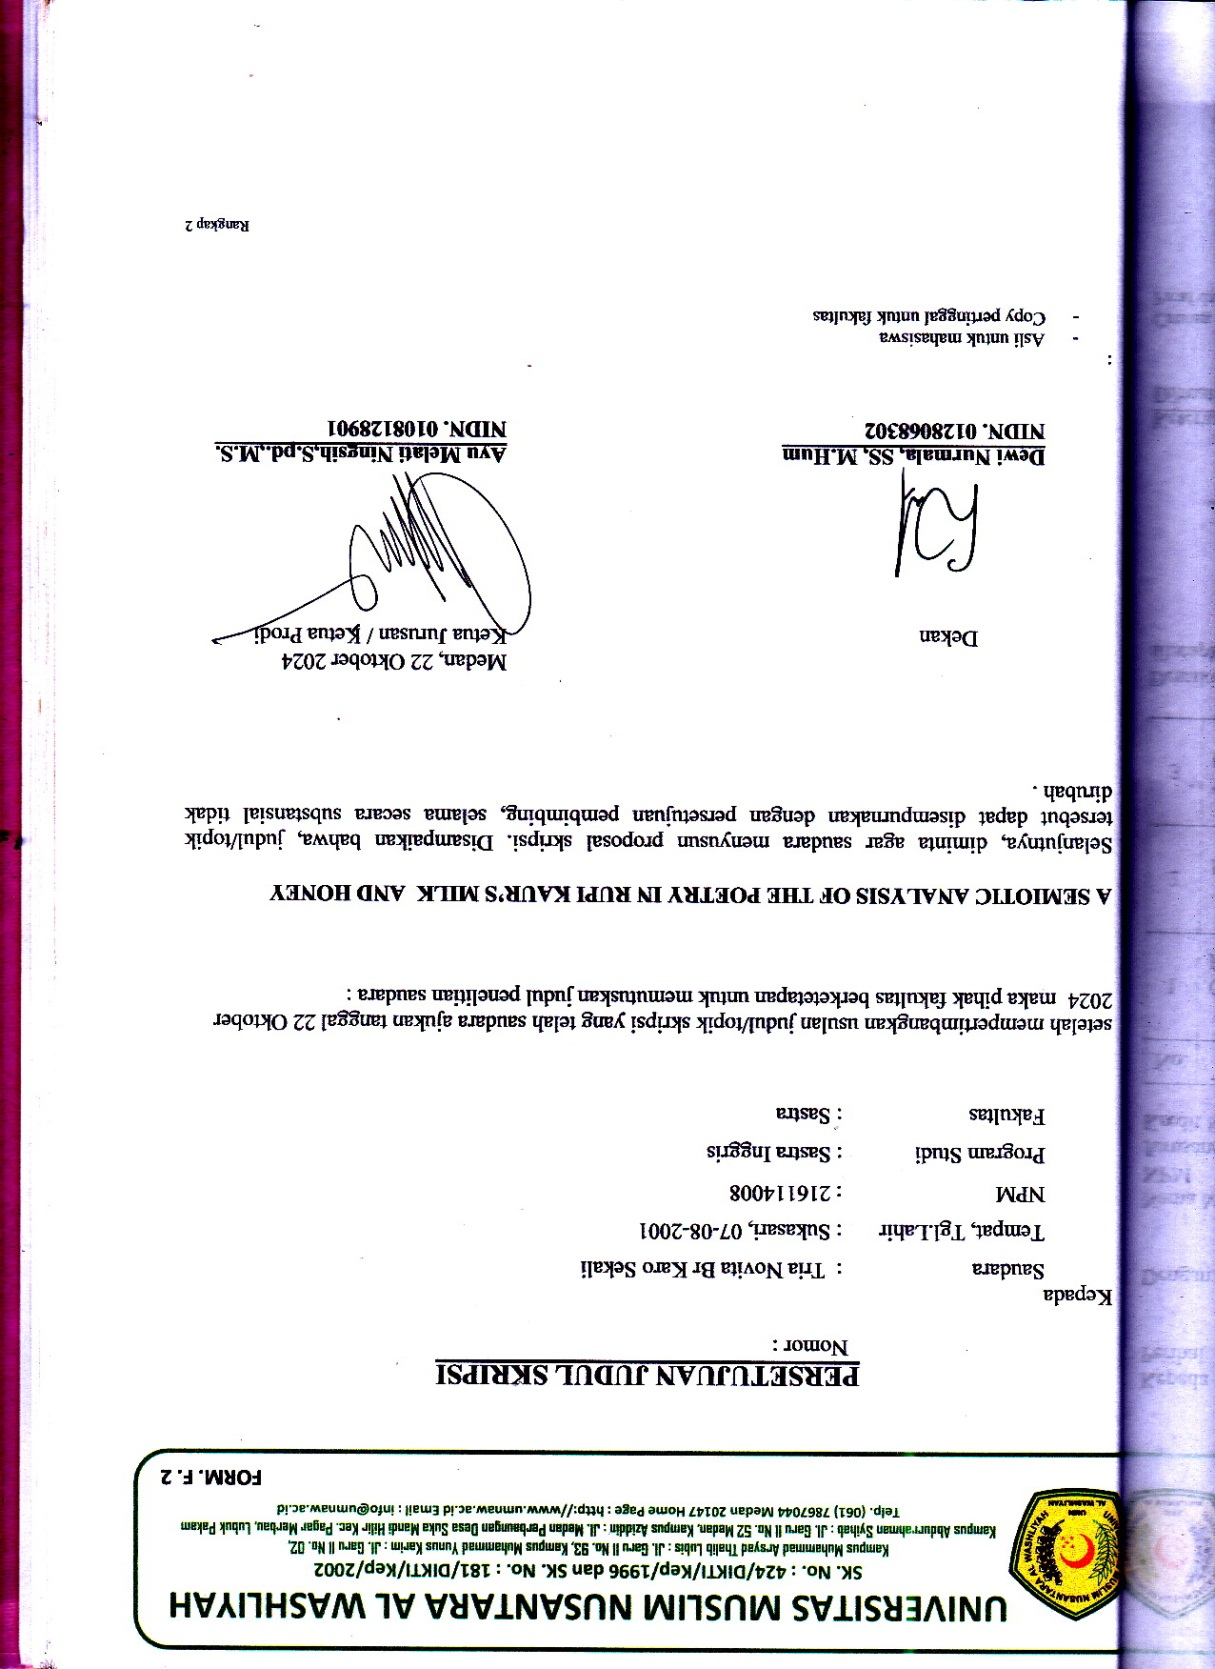 UNIVERSITAS MUSLIM NUSANTARA AL WASHLIYAH
SK. No. : 424/DIKTI/Kep/1996 dan SK. No. : 181/DIKTI/Kep/2002
Kampus Muhammad Arsyad Thalib Lubis : Jl. Garu II No. 93, Kampus Muhammad Yunus Karim : Jl. Garu II No. 02,
Kampus Abdurrahman Syihab : Jl. Garu II No. 52 Medan, Kampus Aziddin : Jl. Medan Perbaungan Desa Suka Mandi Hilir Kec. Pagar Merbau, Lubuk Pakam
Telp. (061) 7867044 Medan 20147 Home Page : http://www.umnaw.ac.id Email : info@umnaw.ac.id
FORM. F. 2
PERSETUJUAN JUDUL SKRIPSI
Nomor :
Kepada
Saudara : Tria Novita Br Karo Sekali
Tempat, Tgl.Lahir : Sukasari, 07-08-2001
NPM : 216114008
Program Studi : Sastra Inggris
Fakultas : Sastra
setelah mempertimbangkan usulan judul/topik skripsi yang telah saudara ajukan tanggal 22 Oktober
2024 maka pihak fakultas berketetapan untuk memutuskan judul penelitian saudara :
A SEMIOTIC ANALYSIS OF THE POETRY IN RUPI KAUR'S MILK AND HONEY
Selanjutnya, diminta agar saudara menyusun proposal skripsi. Disampaikan bahwa, judul/topik
tersebut dapat disempurnakan dengan persetujuan pembimbing, selama secara substansial tidak
dirubah .
Medan, 22 Oktober 2024
Dekan Ketua Jurusan / Ketua Prodi
Dewi Nurmala, SS, M.Hum Ayu Melati Ningsih,S.pd.,M.S.
NIDN. 0128068302 NIDN. 0108128901
:
- Asli untuk mahasiswa
- Copy pertinggal untuk fakultas
Rangkap 2